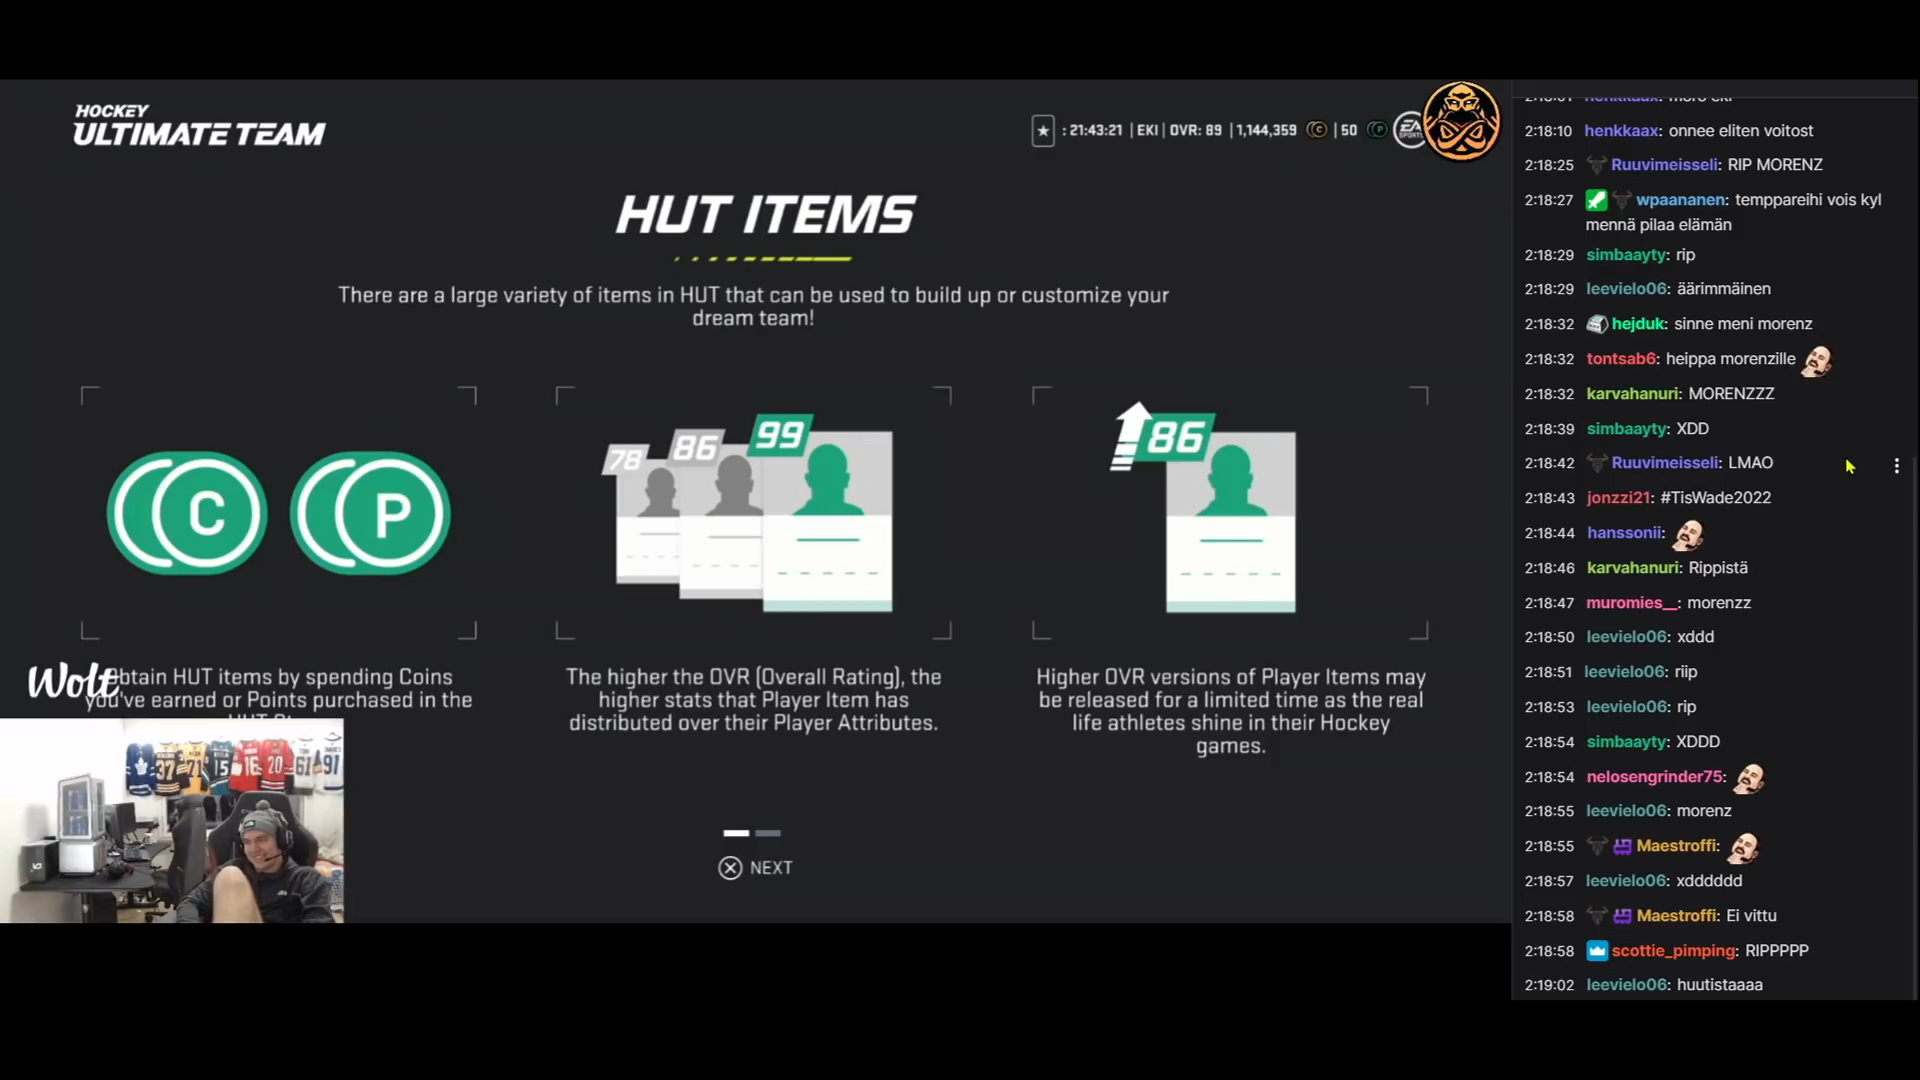 HOCKEY
ULTIMATE TEAM
: 21:43:21 | EKI | OVR: 89 | 1,144,359 C | 50 P
EA
SPORTS
HUT ITEMS
There are a large variety of items in HUT that can be used to build up or customize your
dream team!
C
P
78
86
99
86
Wolt
btain HUT items by spending Coins
you've earned or Points purchased in the
The higher the OVR (Overall Rating), the
higher stats that Player Item has
distributed over their Player Attributes.
Higher OVR versions of Player Items may
be released for a limited time as the real
life athletes shine in their Hockey
games.
37
71
15
16
20
61
91
NEXT
2:18:10 henkkaax: onnee eliten voitost
2:18:25 Ruuvimeisseli: RIP MORENZ
2:18:27 wpaananen: temppareihi vois kyl
mennä pilaa elämän
2:18:29 simbaayty: rip
2:18:29 leevielo06: äärimmäinen
2:18:32 hejduk: sinne meni morenz
2:18:32 tontsab6: heippa morenzille
2:18:32 karvahanuri: MORENZZZ
2:18:39 simbaayty: XDD
2:18:42 Ruuvimeisseli: LMAO
2:18:43 jonzzi21: #TisWade2022
2:18:44 hanssonii:
2:18:46 karvahanuri: Rippistä
2:18:47 muromies__: morenzz
2:18:50 leevielo06: xddd
2:18:51 leevielo06: riip
2:18:53 leevielo06: rip
2:18:54 simbaayty: XDDD
2:18:54 nelosengrinder75:
2:18:55 leevielo06: morenz
2:18:55 Maestroffi:
2:18:57 leevielo06: xdddddd
2:18:58 Maestroffi: Ei vittu
2:18:58 scottie_pimping: RIPPPPP
2:19:02 leevielo06: huutistaaaa